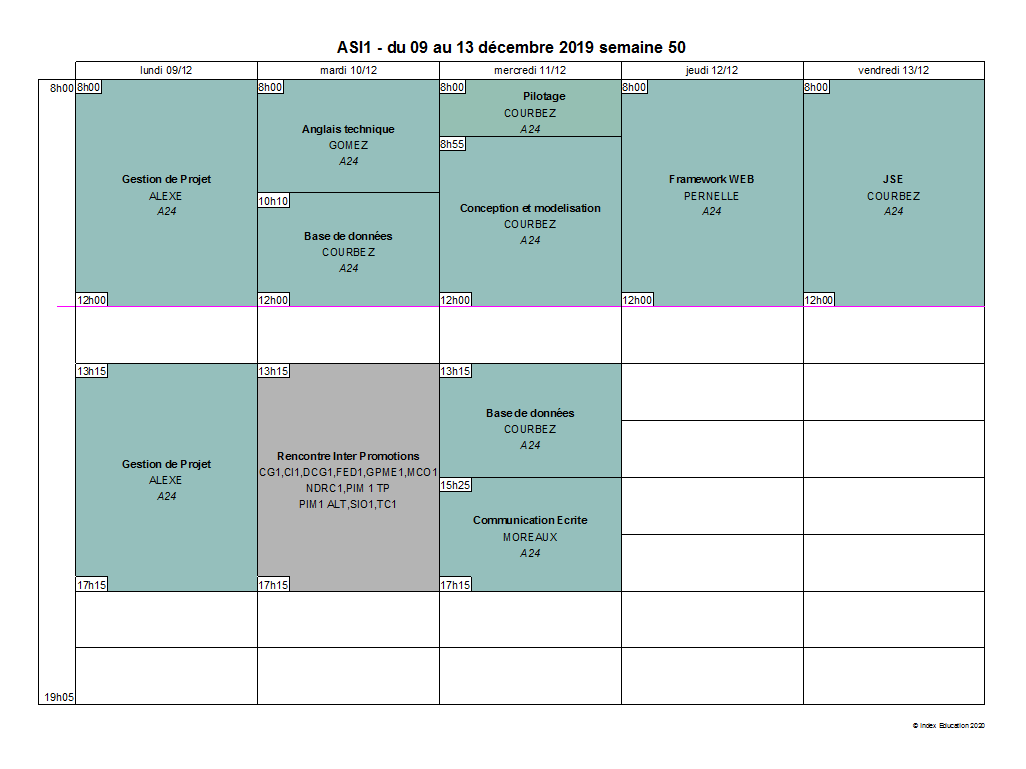 ASI1 - du 09 au 13 décembre 2019 semaine 50
lundi 09/12
mardi 10/12
mercredi 11/12
jeudi 12/12
vendredi 13/12
8h00
8h00
Gestion de Projet
ALEXE
A24
12h00
13h15
Gestion de Projet
ALEXE
A24
17h15
8h00
Anglais technique
GOMEZ
A24
10h10
Base de données
COURBEZ
A24
12h00
13h15
Rencontre Inter Promotions
CG1,CI1,DCG1,FED1,GPME1,MCO1
NDRC1,PIM 1 TP
PIM1 ALT,SIO1,TC1
17h15
8h00
Pilotage
COURBEZ
A24
8h55
Conception et modelisation
COURBEZ
A24
12h00
13h15
Base de données
COURBEZ
A24
15h25
Communication Ecrite
MOREAUX
A24
17h15
8h00
Framework WEB
PERNELLE
A24
12h00
8h00
JSE
COURBEZ
A24
12h00
19h05
© Index Education 2020